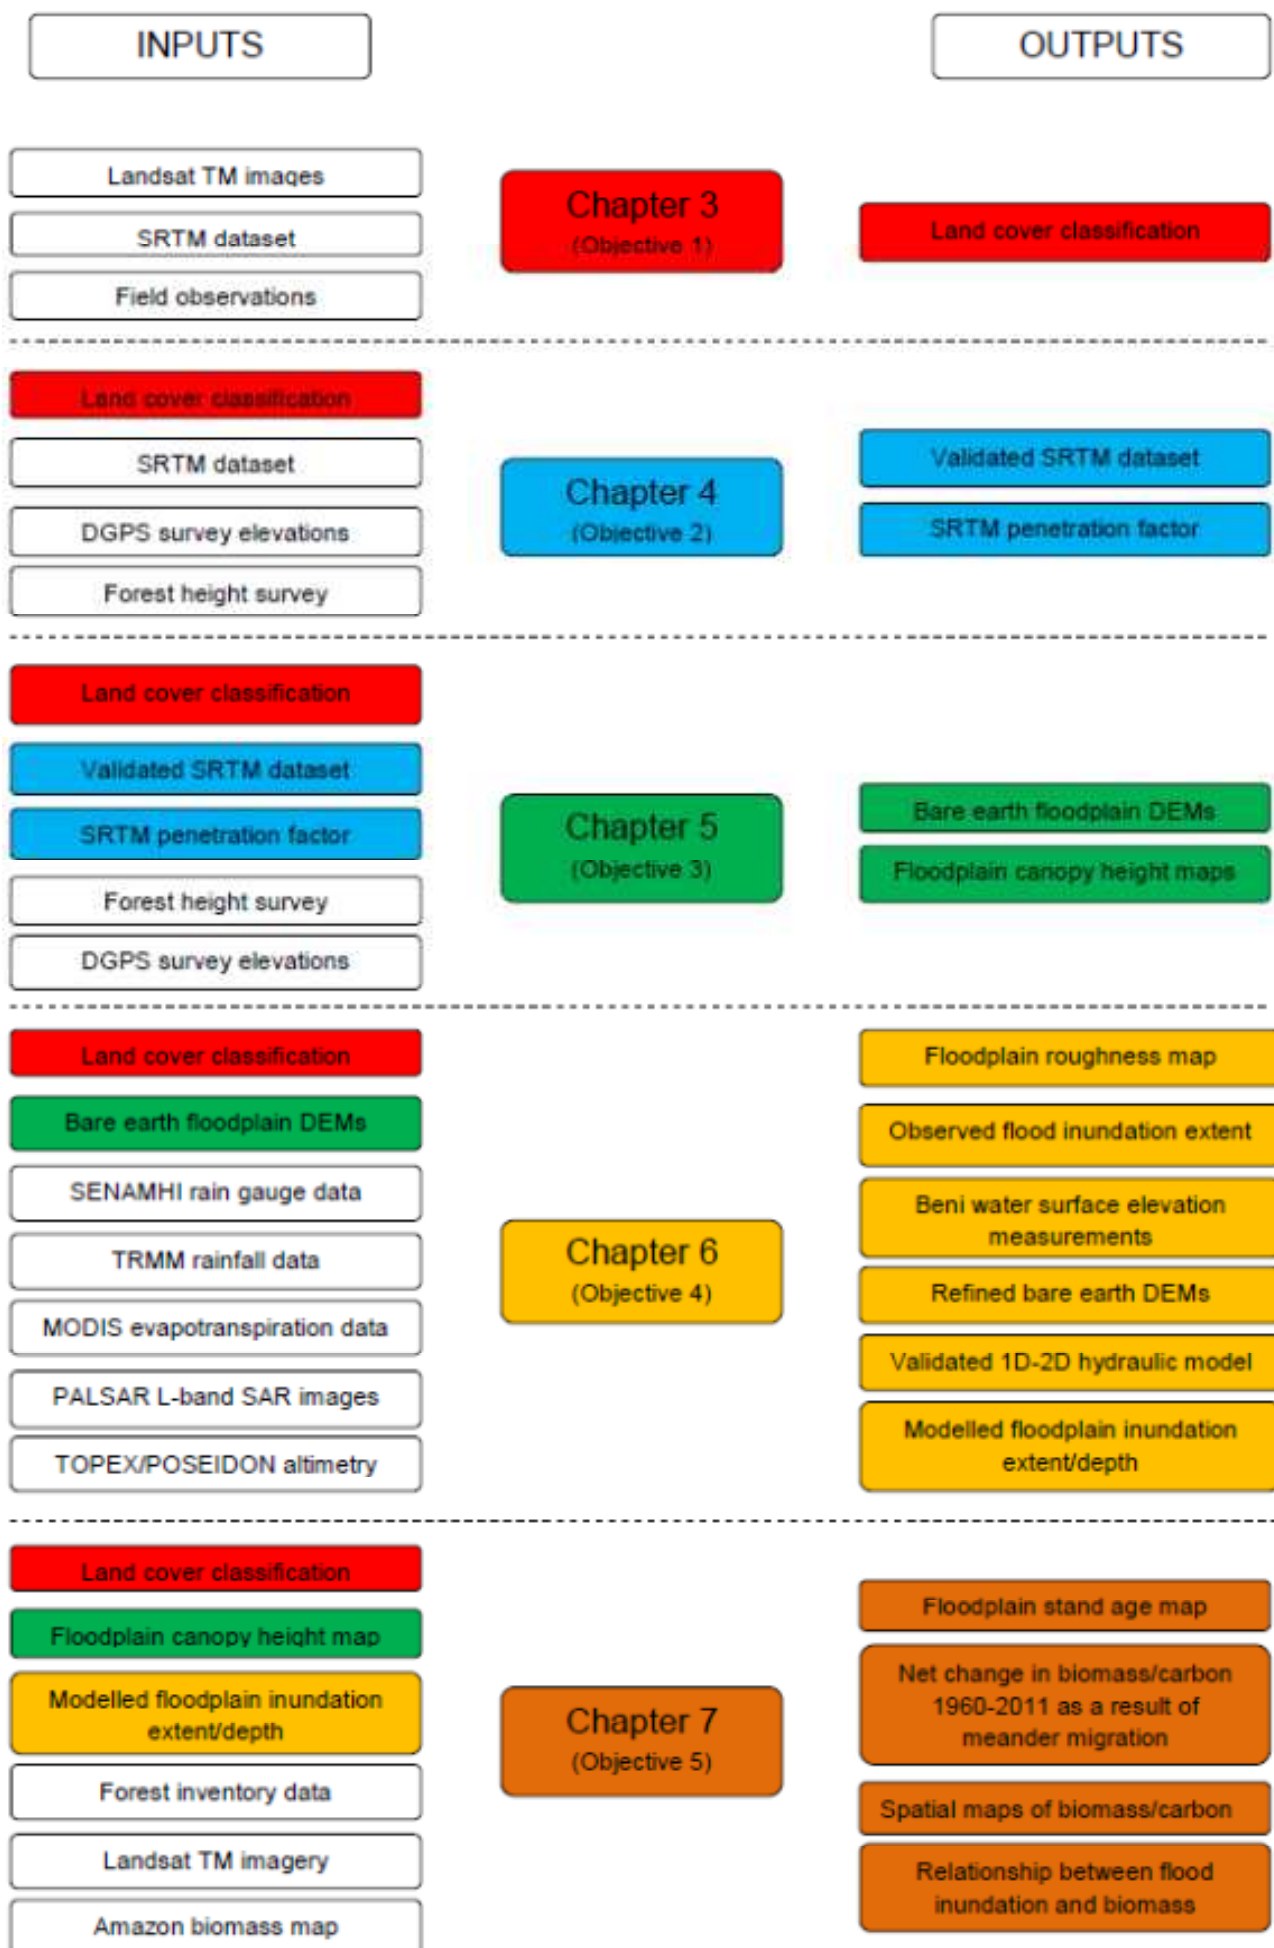 INPUTS
OUTPUTS
Landsat TM images
SRTM dataset
Field observations
Chapter 3
(Objective 1)
Land cover classification
Land cover classification
SRTM dataset
DGPS survey elevations
Forest height survey
Chapter 4
(Objective 2)
Validated SRTM dataset
SRTM penetration factor
Land cover classification
Validated SRTM dataset
SRTM penetration factor
Forest height survey
DGPS survey elevations
Chapter 5
(Objective 3)
Bare earth floodplain DEMs
Floodplain canopy height maps
Land cover classification
Bare earth floodplain DEMs
SENAMHI rain gauge data
TRMM rainfall data
MODIS evapotranspiration data
PALSAR L-band SAR images
TOPEX/POSEIDON altimetry
Chapter 6
(Objective 4)
Floodplain roughness map
Observed flood inundation extent
Beni water surface elevation
measurements
Refined bare earth DEMs
Validated 1D-2D hydraulic model
Modelled floodplain inundation
extent/depth
Land cover classification
Floodplain canopy height map
Modelled floodplain inundation
extent/depth
Forest inventory data
Landsat TM imagery
Amazon biomass map
Chapter 7
(Objective 5)
Floodplain stand age map
Net change in biomass/carbon
1960-2011 as a result of
meander migration
Spatial maps of biomass/carbon
Relationship between flood
inundation and biomass